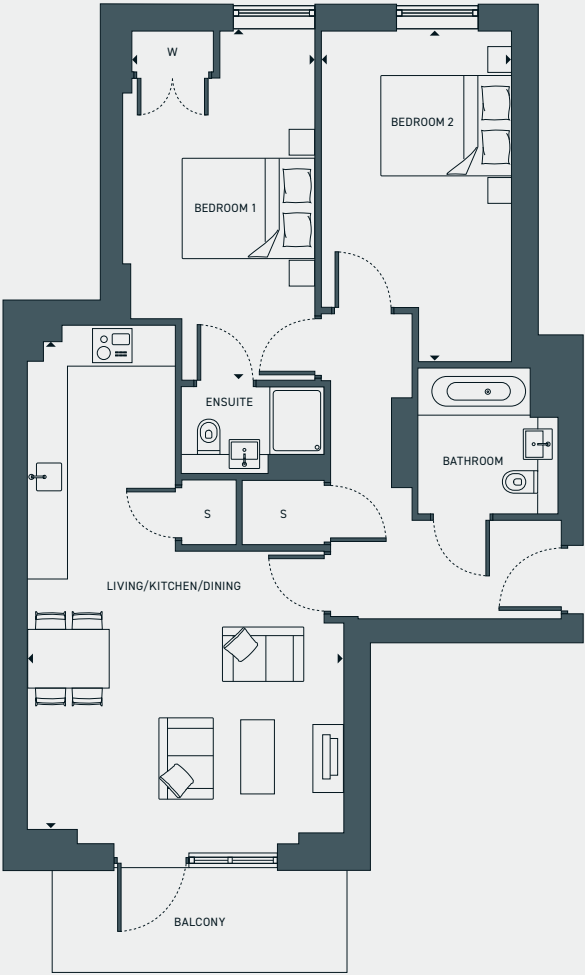 W
BEDROOM 2
BEDROOM 1
ENSUITE
BATHROOM
S
S
LIVING/KITCHEN/DINING
BALCONY